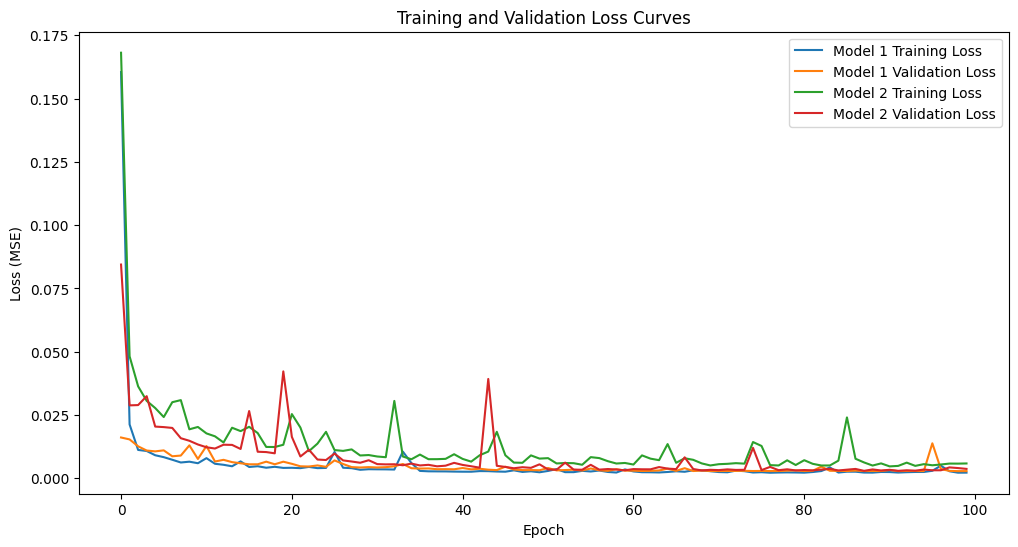 Training and Validation Loss Curves
Model 1 Training Loss
Model 1 Validation Loss
Model 2 Training Loss
Model 2 Validation Loss
Loss (MSE)
0.175
0.150
0.125
0.100
0.075
0.050
0.025
0.000
0 20 40 60 80 100
Epoch